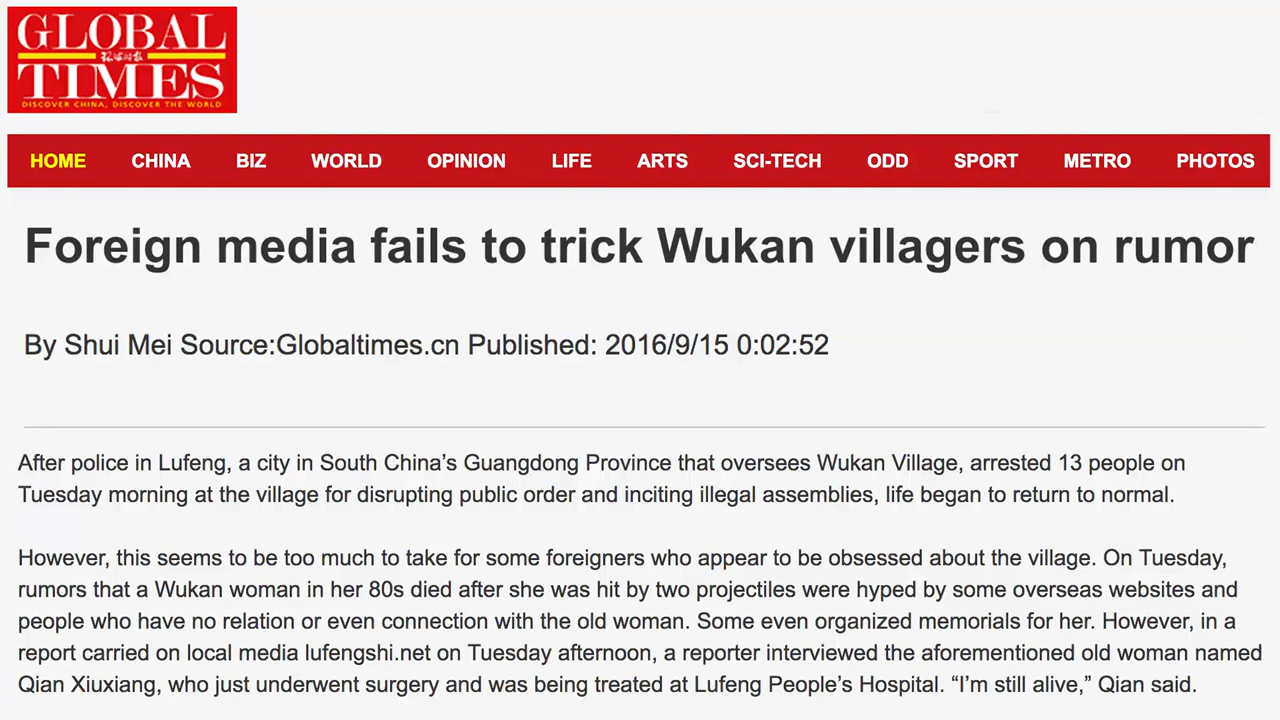 GLOBAL
环球时报
TIMES
DISCOVER CHINA, DISCOVER THE WORLD
HOME CHINA BIZ WORLD OPINION LIFE ARTS SCI-TECH ODD SPORT METRO PHOTOS
Foreign media fails to trick Wukan villagers on rumor
By Shui Mei Source:Globaltimes.cn Published: 2016/9/15 0:02:52
After police in Lufeng, a city in South China’s Guangdong Province that oversees Wukan Village, arrested 13 people on
Tuesday morning at the village for disrupting public order and inciting illegal assemblies, life began to return to normal.
However, this seems to be too much to take for some foreigners who appear to be obsessed about the village. On Tuesday,
rumors that a Wukan woman in her 80s died after she was hit by two projectiles were hyped by some overseas websites and
people who have no relation or even connection with the old woman. Some even organized memorials for her. However, in a
report carried on local media lufengshi.net on Tuesday afternoon, a reporter interviewed the aforementioned old woman named
Qian Xiuxiang, who just underwent surgery and was being treated at Lufeng People’s Hospital. “I’m still alive,” Qian said.